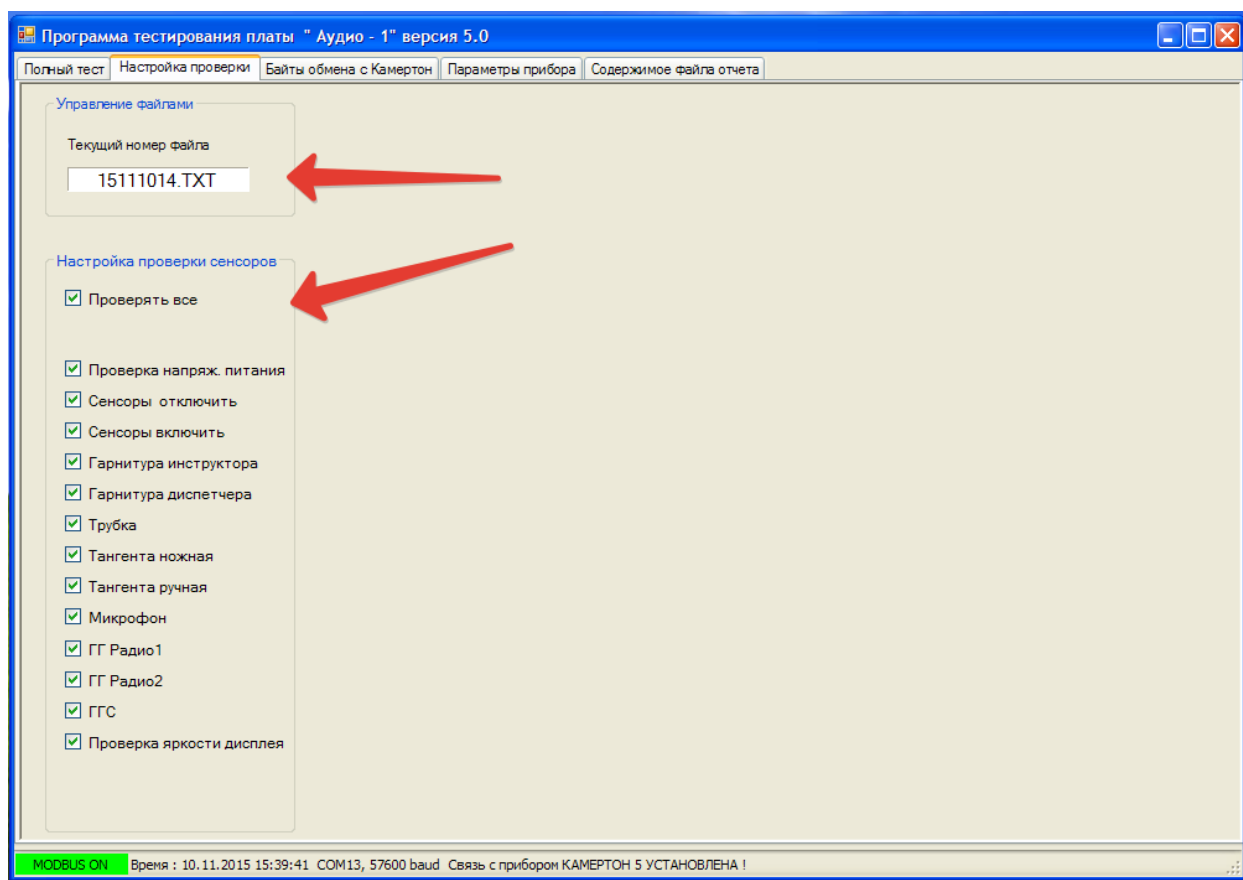 Программа тестирования платы " Аудио - 1" версия 5.0
Полный тест Настройка проверки Байты обмена с Камертон Параметры прибора Содержимое файла отчета
Управление файлами
Текущий номер файла
15111014.TXT
Настройка проверки сенсоров
Проверять все
Проверка напряж. питания
Сенсоры отключить
Сенсоры включить
Гарнитура инструктора
Гарнитура диспетчера
Трубка
Тангента ножная
Тангента ручная
Микрофон
ГГ Радио1
ГГ Радио2
ГГС
Проверка яркости дисплея
MODBUS ON Время : 10.11.2015 15:39:41 COM13, 57600 baud Связь с прибором КАМЕРТОН 5 УСТАНОВЛЕНА !